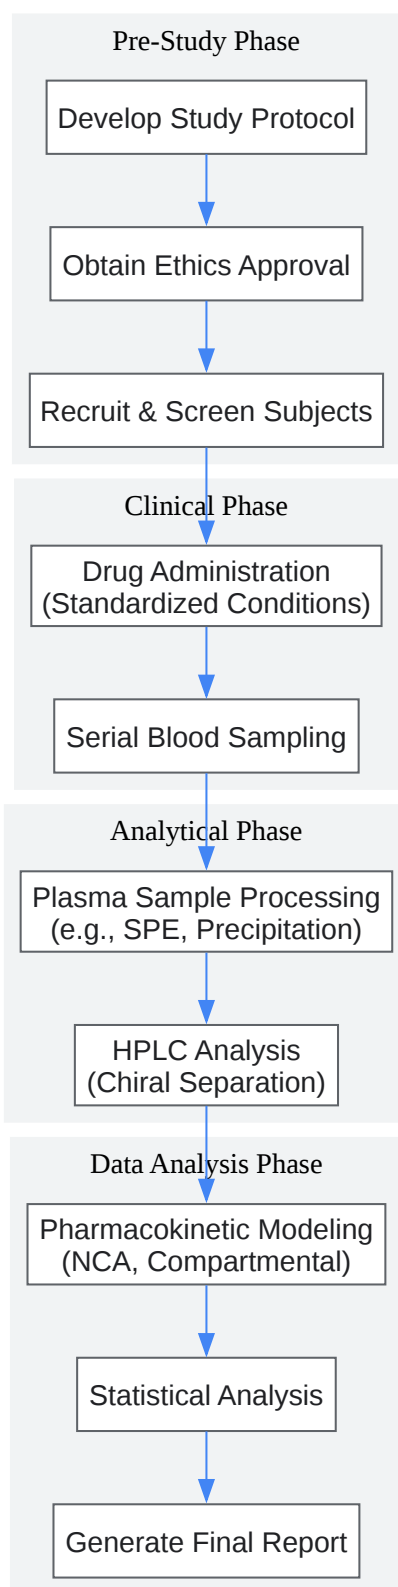 Pre-Study Phase
Develop Study Protocol
Obtain Ethics Approval
Recruit & Screen Subjects
Clinical Phase
Drug Administration
(Standardized Conditions)
Serial Blood Sampling
Analytical Phase
Plasma Sample Processing
(e.g., SPE, Precipitation)
HPLC Analysis
(Chiral Separation)
Data Analysis Phase
Pharmacokinetic Modeling
(NCA, Compartmental)
Statistical Analysis
Generate Final Report